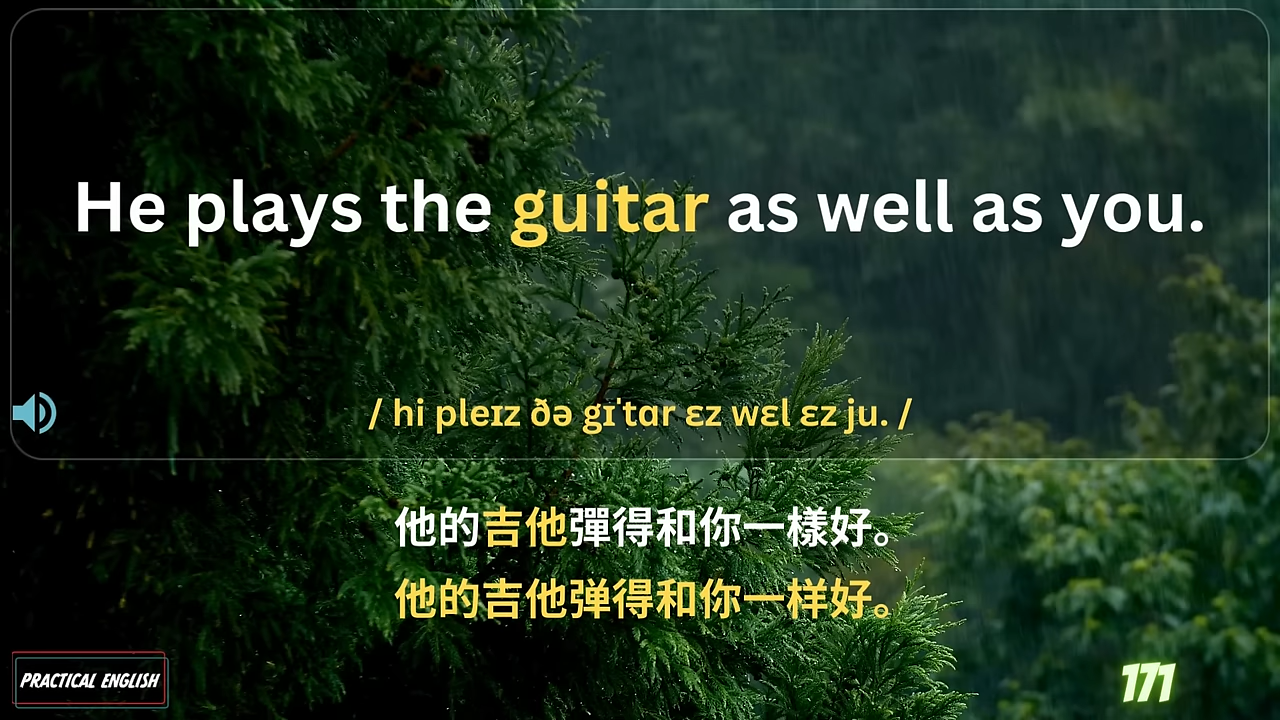 He plays the guitar as well as you.
/ hi pleɪz ðə gɪˈtɑr ɛz wɛl ɛz ju. /
他的吉他彈得和你一樣好。
他的吉他弹得和你一样好。
PRACTICAL ENGLISH
171